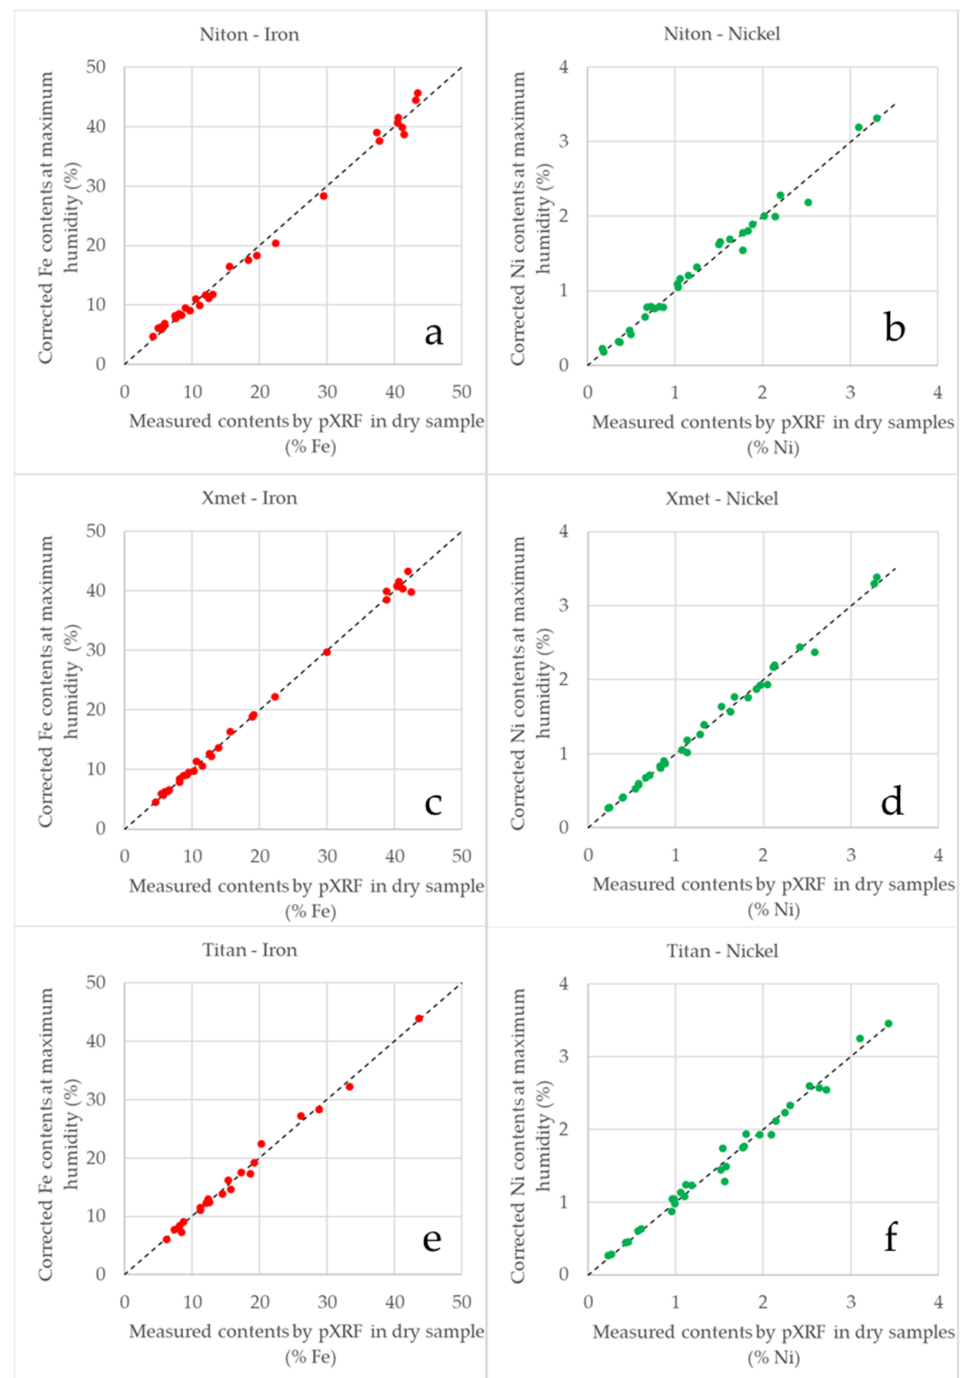 Niton - Iron
Corrected Fe contents at maximum
humidity (%)
50
40
30
20
10
0
a
0 10 20 30 40 50
Measured contents by pXRF in dry sample
(% Fe)
Niton - Nickel
Corrected Ni contents at maximum
humidity (%)
4
3
2
1
0
b
0 1 2 3 4
Measured contents by pXRF in dry samples
(% Ni)
Xmet - Iron
Corrected Fe contents at maximum
humidity (%)
50
40
30
20
10
0
c
0 10 20 30 40 50
Measured contents by pXRF in dry sample
(% Fe)
Xmet - Nickel
Corrected Ni contents at maximum
humidity (%)
4
3
2
1
0
d
0 1 2 3 4
Measured contents by pXRF in dry samples
(% Ni)
Titan - Iron
Corrected Fe contents at maximum
humidity (%)
50
40
30
20
10
0
e
0 10 20 30 40 50
Measured contents by pXRF in dry sample
(% Fe)
Titan - Nickel
Corrected Ni contents at maximum
humidity (%)
4
3
2
1
0
f
0 1 2 3 4
Measured contents by pXRF in dry samples
(% Ni)